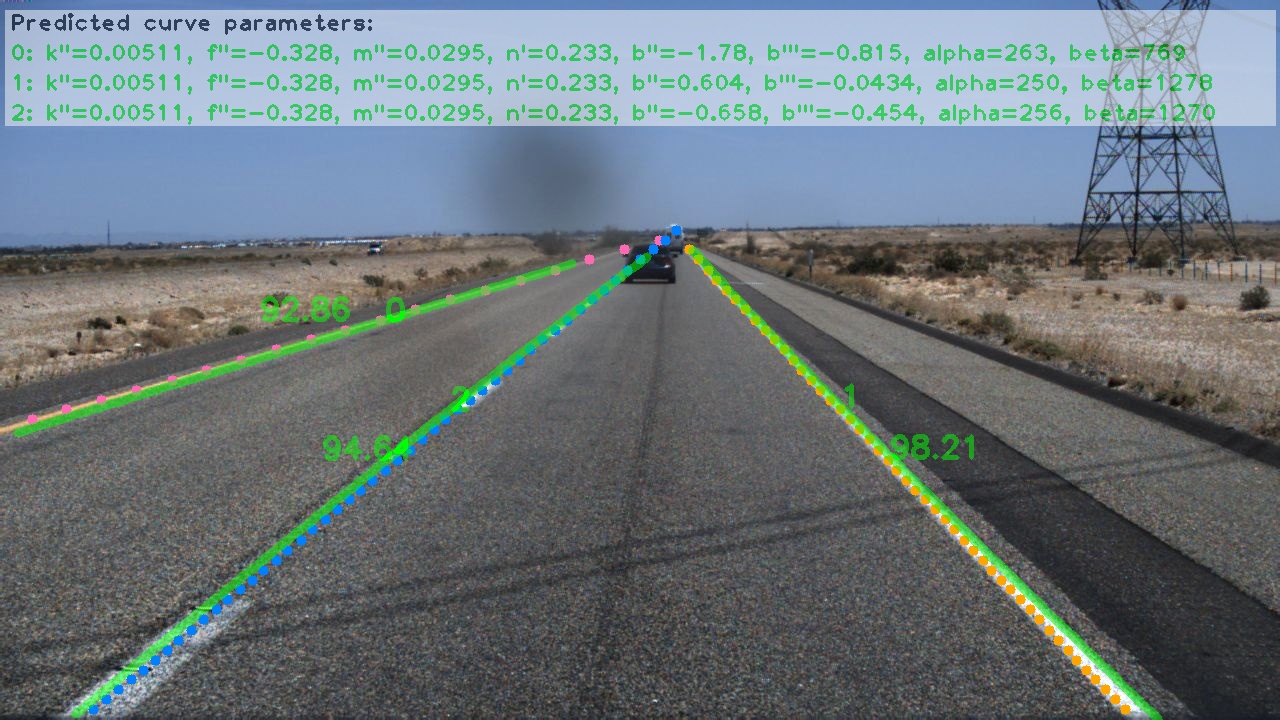 Predicted curve parameters:
0: k''=0.00511, f''=−0.328, m''=0.0295, n'=0.233, b''=−1.78, b'''=−0.815, alpha=263, beta=769
1: k''=0.00511, f''=−0.328, m''=0.0295, n'=0.233, b''=0.604, b'''=−0.0434, alpha=250, beta=1278
2: k''=0.00511, f''=−0.328, m''=0.0295, n'=0.233, b''=−0.658, b'''=−0.454, alpha=256, beta=1270
92.86 0
2 1
94.64 98.21